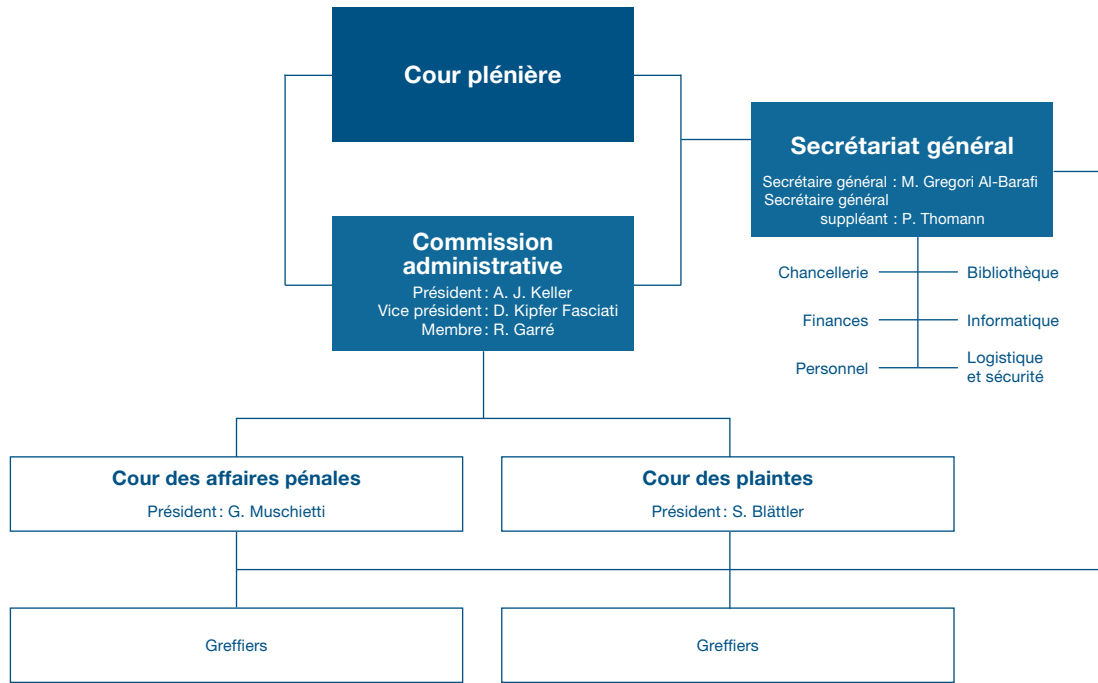 Cour plénière
Secrétariat général
Secrétaire général : M. Gregori Al-Barafi
Secrétaire général
suppléant : P. Thomann
Commission
administrative
Président : A. J. Keller
Vice président : D. Kipfer Fasciati
Membre : R. Garré
Chancellerie
Bibliothèque
Finances
Informatique
Personnel
Logistique
et sécurité
Cour des affaires pénales
Président : G. Muschietti
Cour des plaintes
Président : S. Blättler
Greffiers
Greffiers